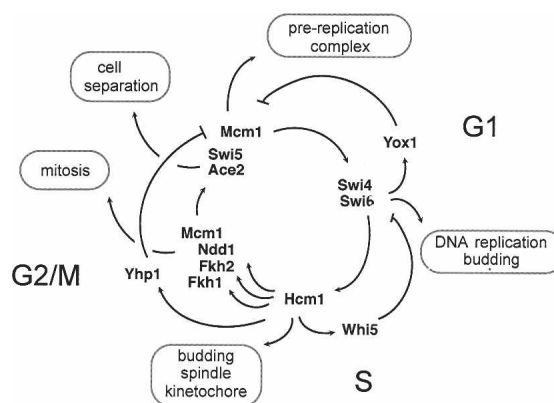 pre-replication
complex
cell
separation
Mcm1
G1
Yox1
Swi5
Ace2
mitosis
Swi4
Swi6
Mcm1
Ndd1
Fkh2
Fkh1
DNA replication
budding
G2/M
Yhp1
Hcm1
Whi5
budding
spindle
kinetochore
S